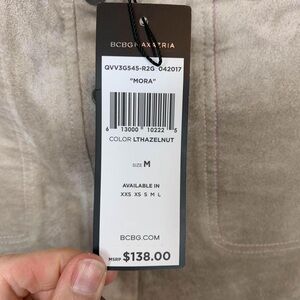 BCBGMAXAZRIA
QVV3G545-R2G 042017
"MORA"
6 13000 10222 5
COLOR LTHAZELNUT
SIZE M
AVAILABLE IN
XXS XS S M L
BCBG.COM
MSRP $138.00